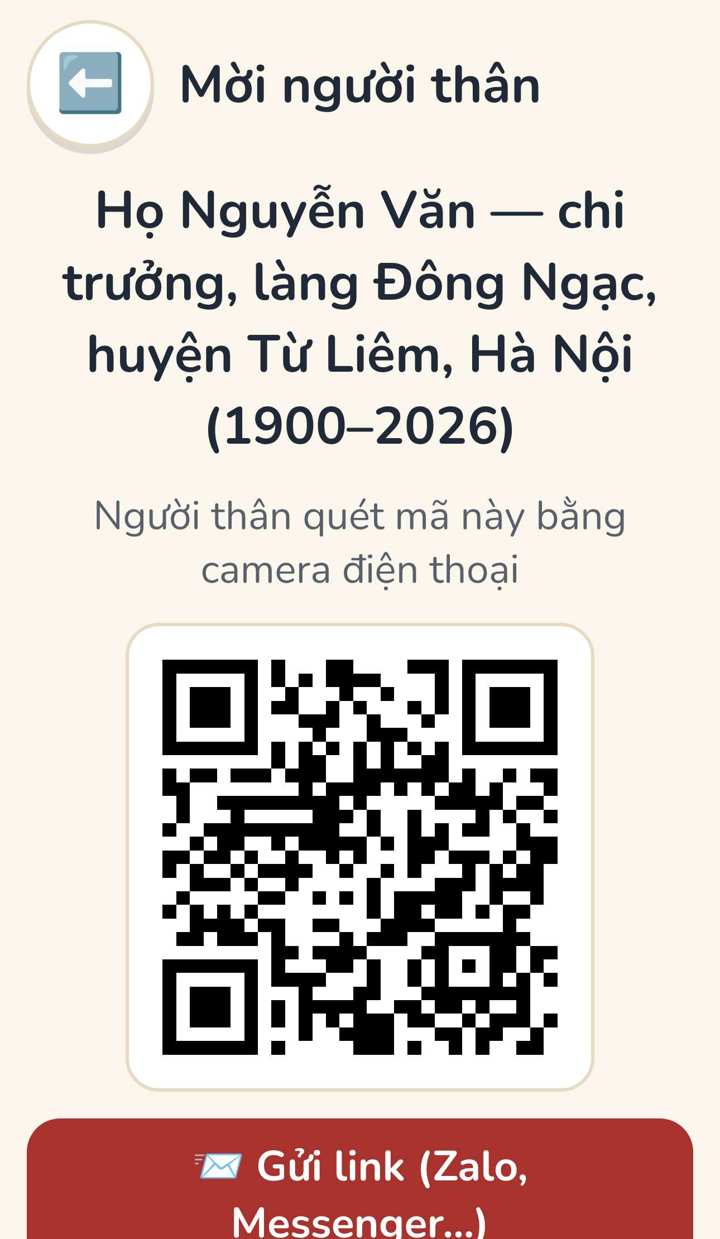 Mời người thân
Họ Nguyễn Văn — chi
trưởng, làng Đông Ngạc,
huyện Từ Liêm, Hà Nội
(1900–2026)
Người thân quét mã này bằng
camera điện thoại
Gửi link (Zalo,
Messenger...)